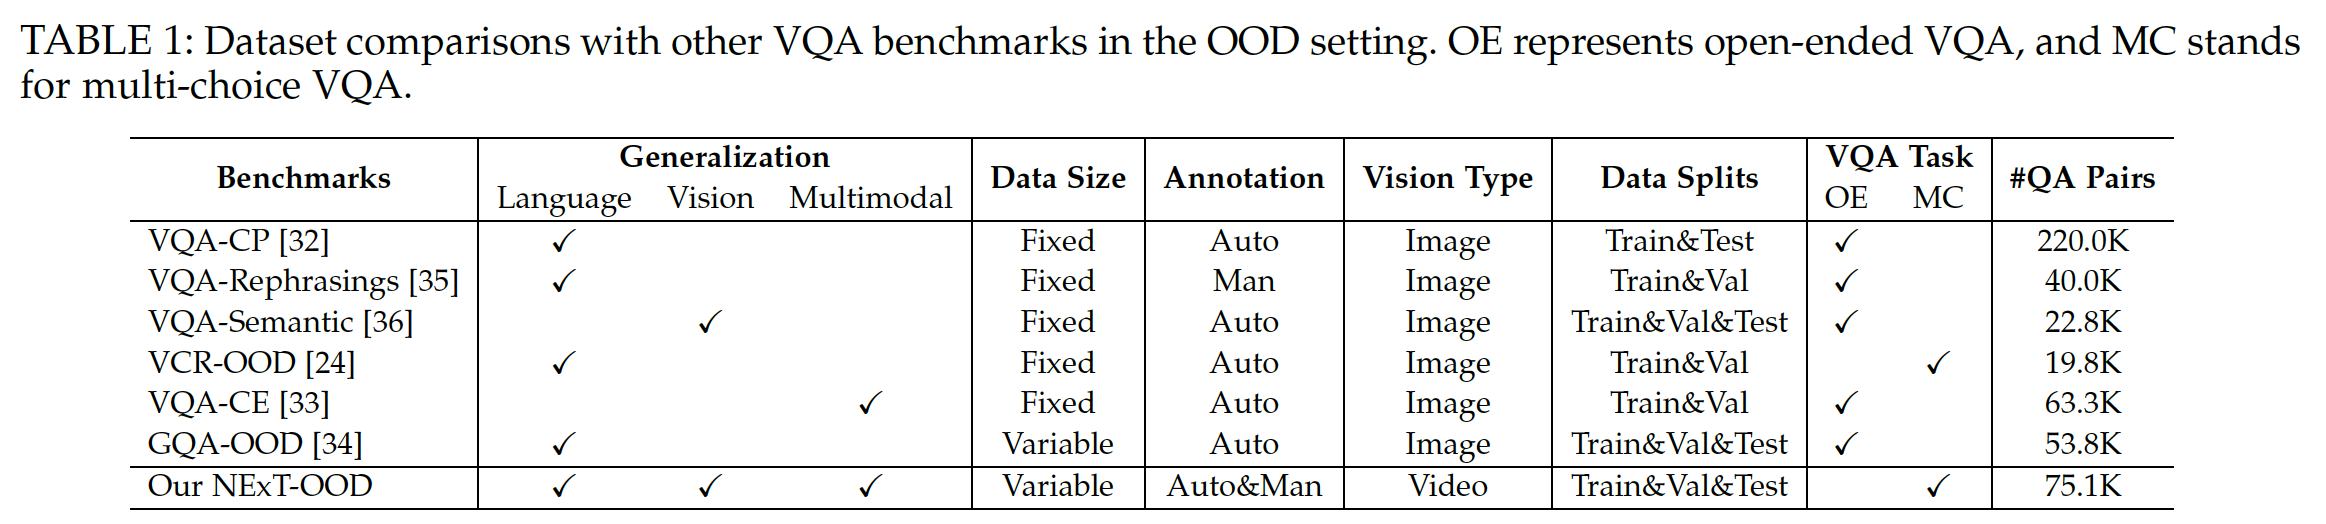 TABLE 1: Dataset comparisons with other VQA benchmarks in the OOD setting. OE represents open-ended VQA, and MC stands
for multi-choice VQA.
Benchmarks Generalization Data Size Annotation Vision Type Data Splits VQA Task #QA Pairs
Language Vision Multimodal OE MC
VQA-CP [32] ✓ Fixed Auto Image Train&Test ✓ 220.0K
VQA-Rephrasings [35] ✓ Fixed Man Image Train&Val ✓ 40.0K
VQA-Semantic [36] ✓ Fixed Auto Image Train&Val&Test ✓ 22.8K
VCR-OOD [24] ✓ Fixed Auto Image Train&Val ✓ 19.8K
VQA-CE [33] ✓ Fixed Auto Image Train&Val ✓ 63.3K
GQA-OOD [34] ✓ Variable Auto Image Train&Val&Test ✓ 53.8K
Our NExT-OOD ✓ ✓ ✓ Variable Auto&Man Video Train&Val&Test ✓ 75.1K